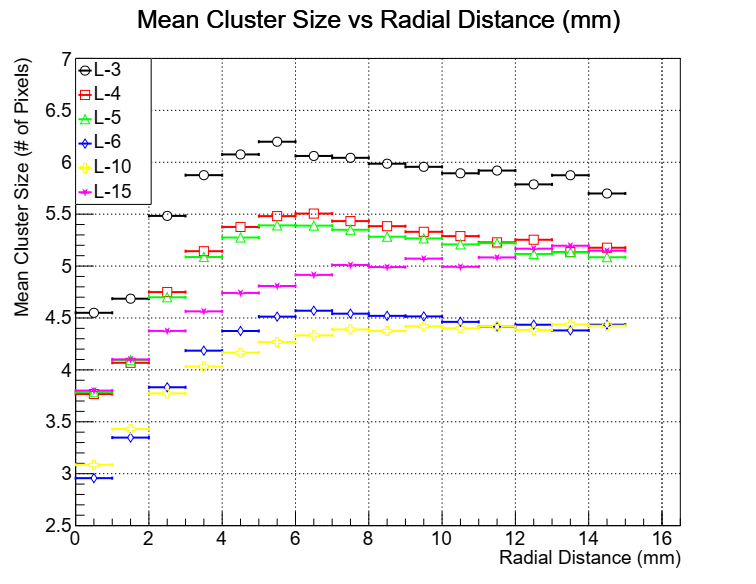 Mean Cluster Size vs Radial Distance (mm)
Mean Cluster Size (# of Pixels)
7
6.5
6
5.5
5
4.5
4
3.5
3
2.5
L-3
L-4
L-5
L-6
L-10
L-15
0 2 4 6 8 10 12 14 16
Radial Distance (mm)